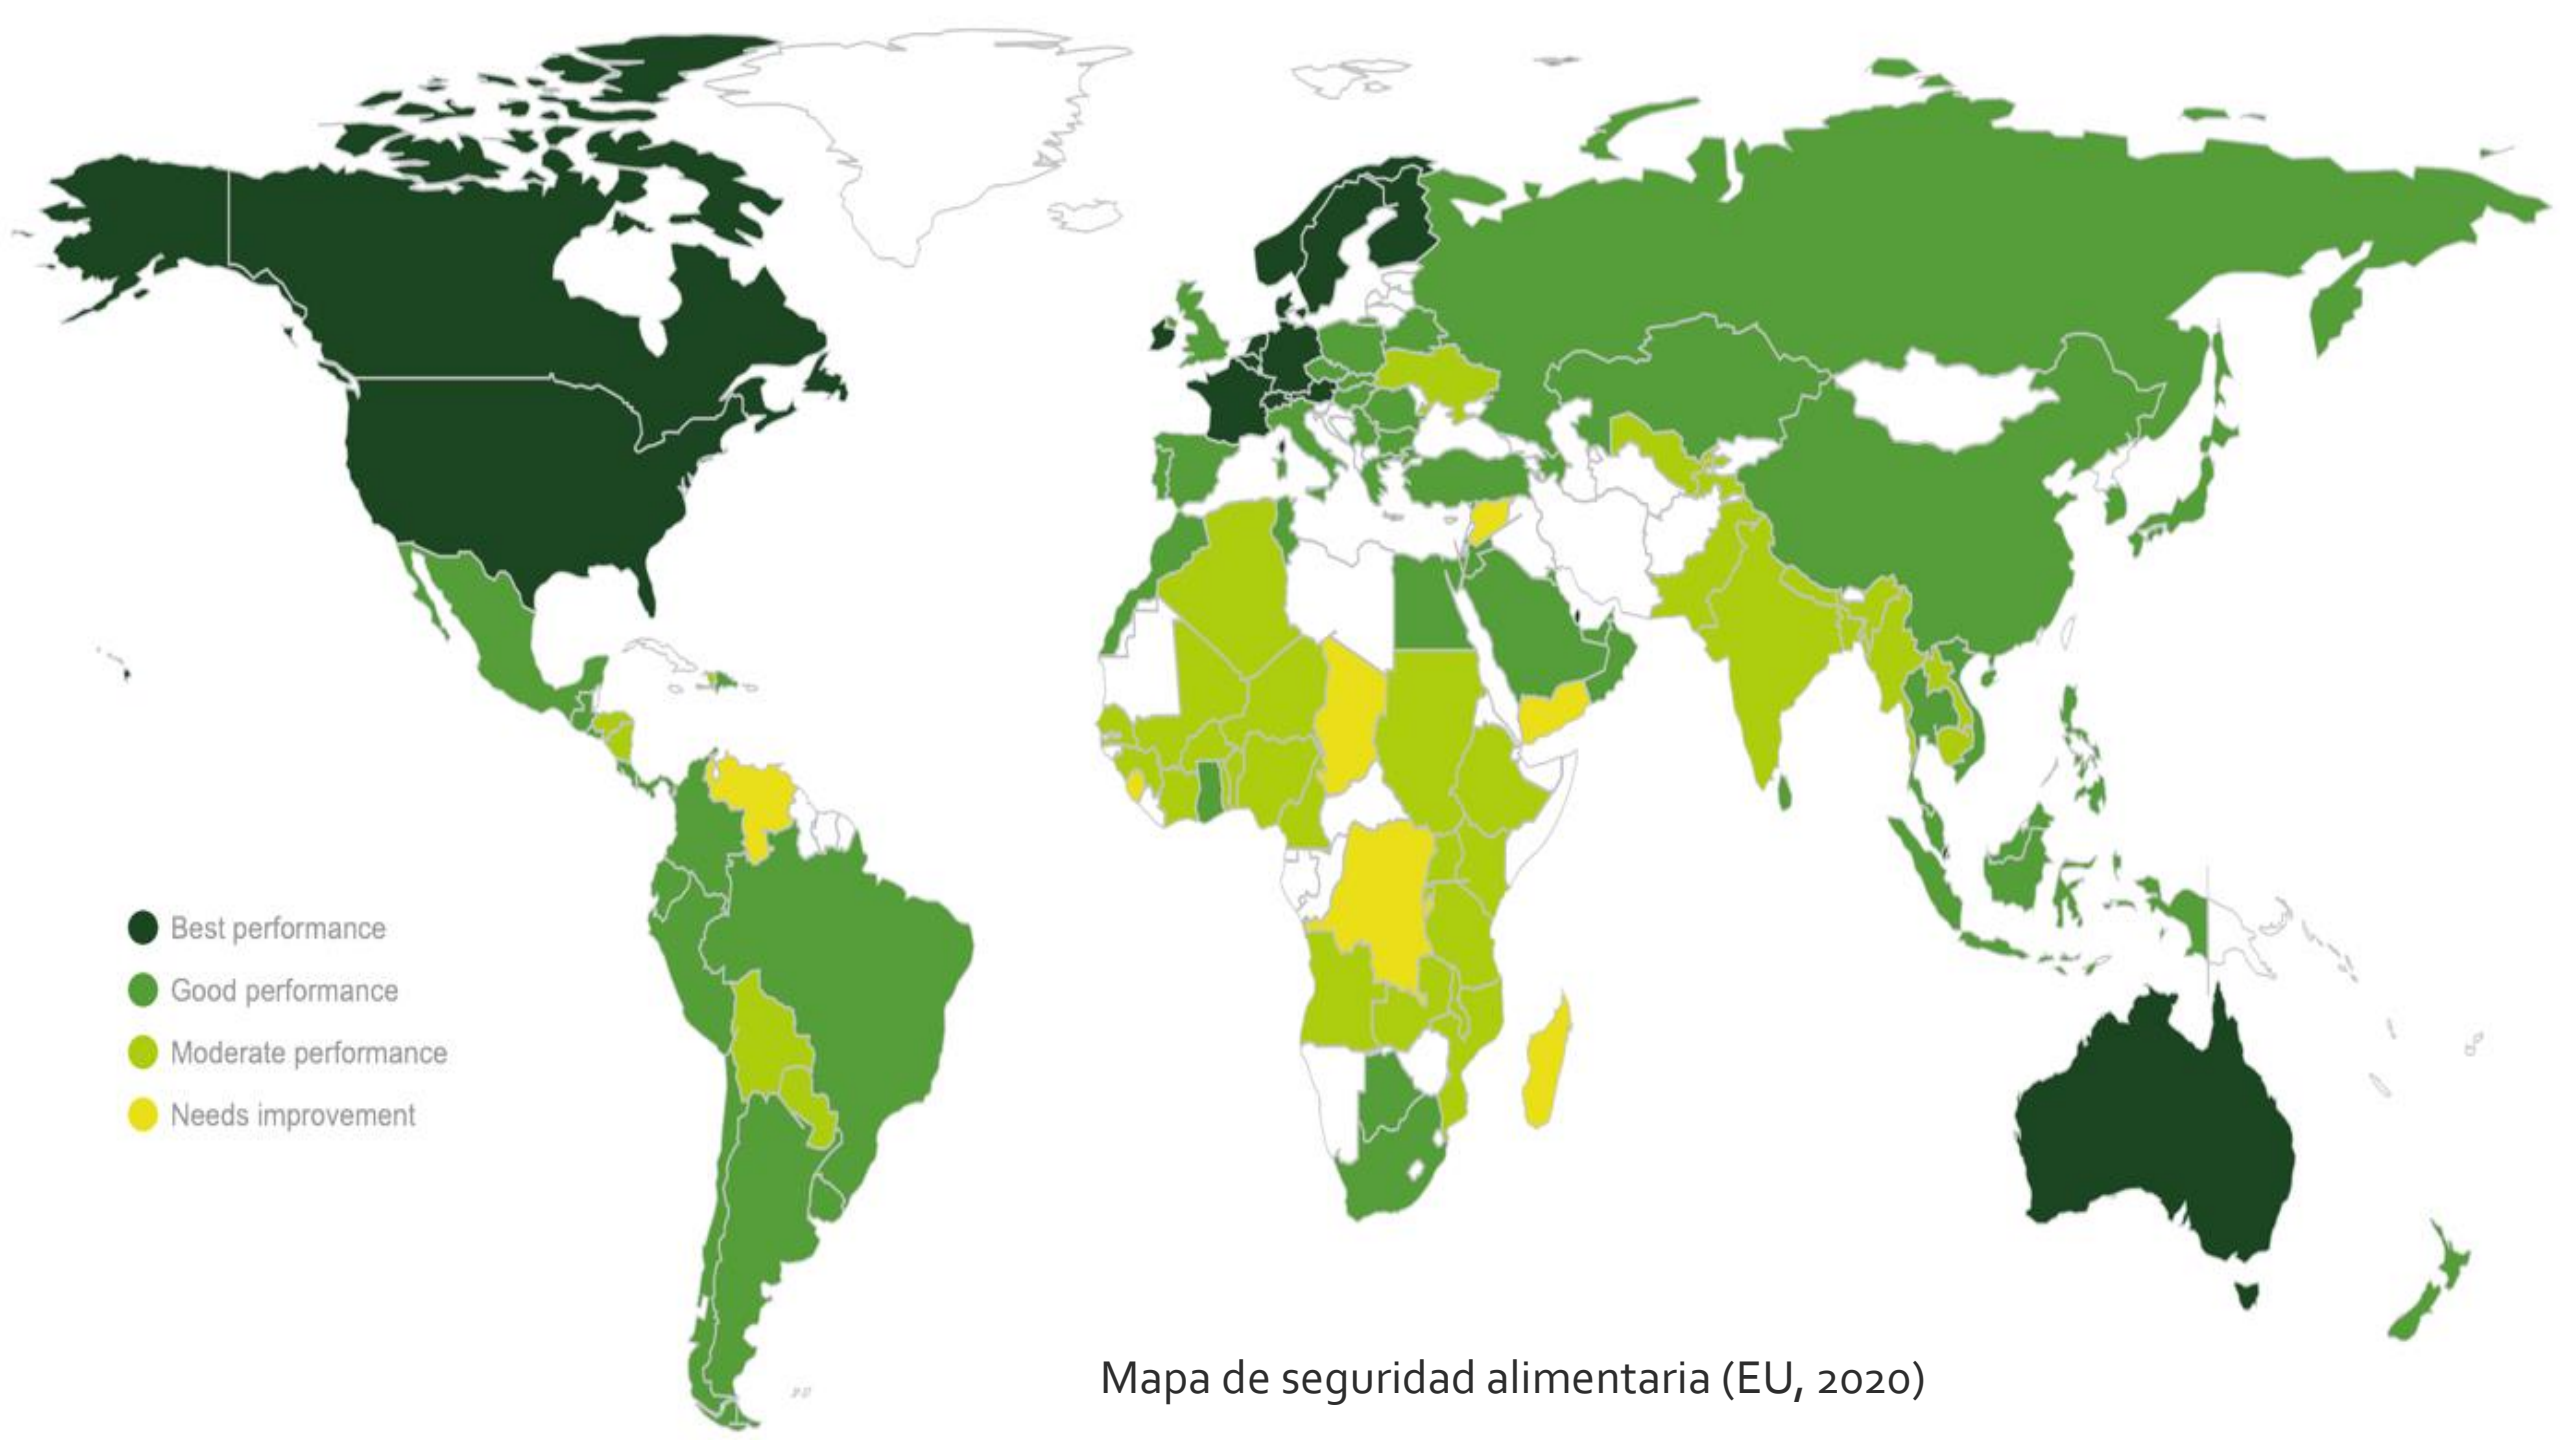 Best performance
Good performance
Moderate performance
Needs improvement
Mapa de seguridad alimentaria (EU, 2020)